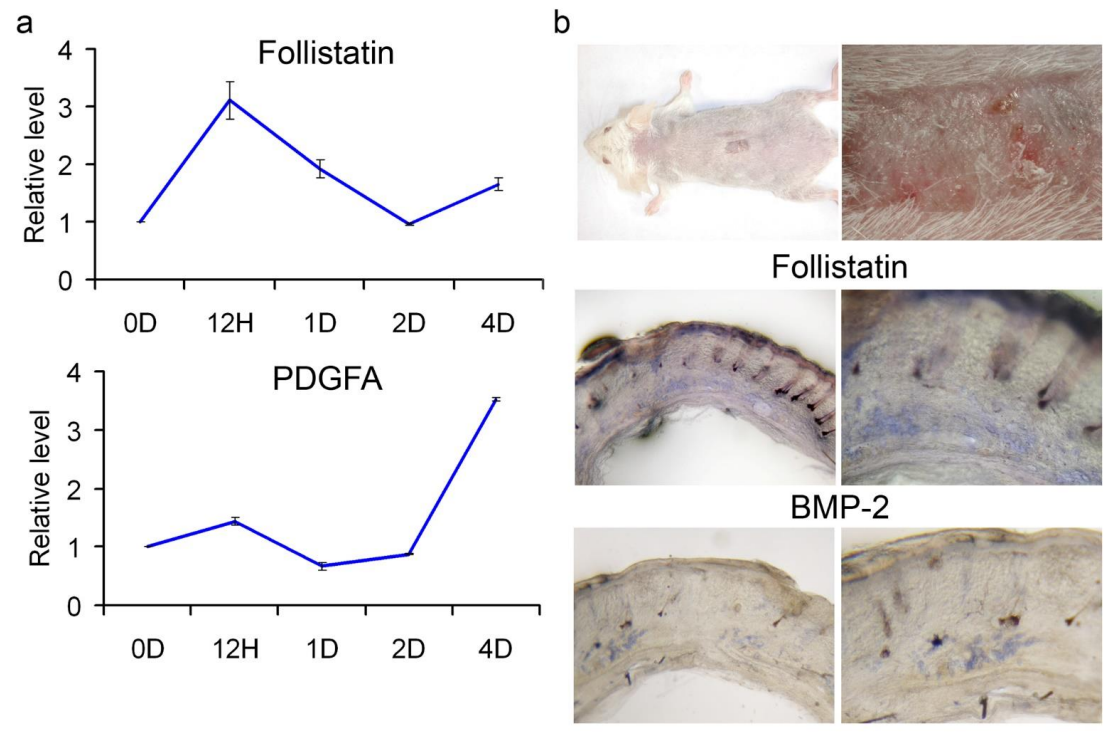 a
Follistatin
Relative level
4
3
2
1
0
0D 12H 1D 2D 4D
PDGFA
Relative level
4
3
2
1
0
0D 12H 1D 2D 4D
b
Follistatin
BMP-2